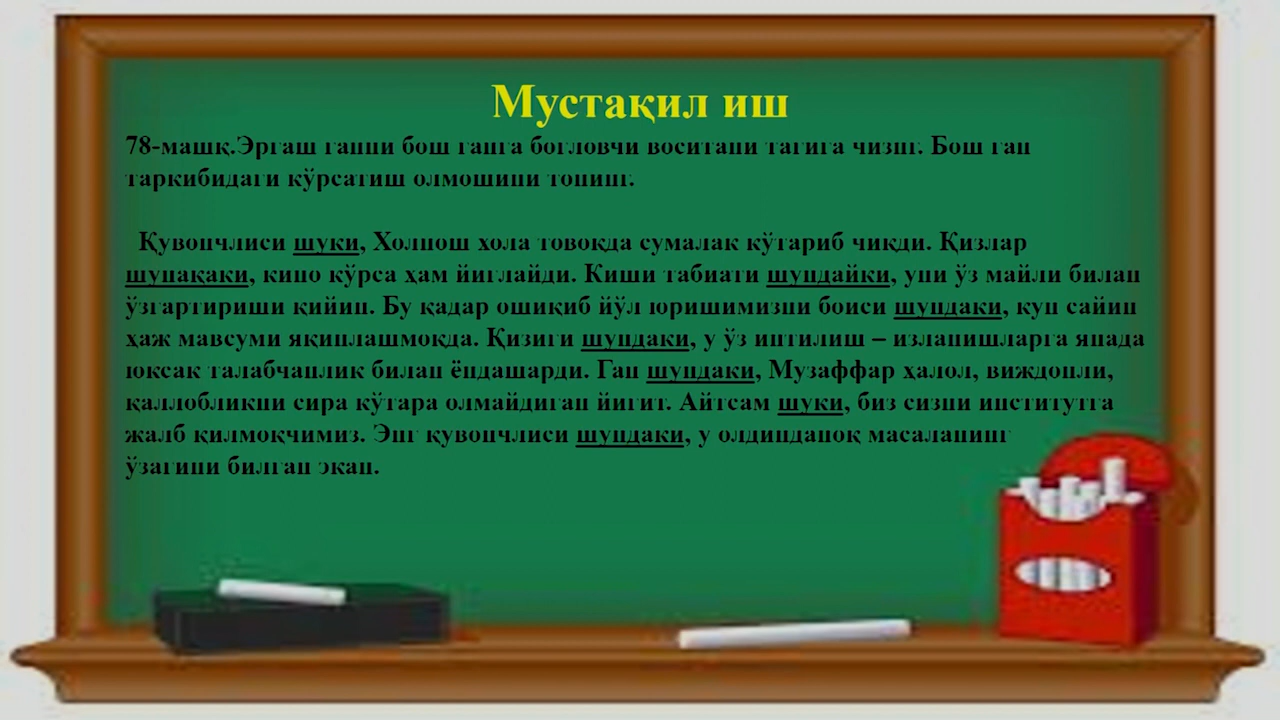 Мустақил иш
78-машқ.Эргаш гапни бош гапга боғловчи воситани тагига чизнг. Бош гап
таркибидаги кўрсатиш олмошини топинг.
Қувончлиси шуки, Холпош хола товоқда сумалак кўтариб чиқди. Қизлар
шунақаки, кино кўрса ҳам йиглайди. Киши табиати шундайки, уни ўз майли билан
ўзгартириши қийин. Бу қадар ошиқиб йўл юришимизни боиси шундаки, кун сайин
ҳаж мавсуми яқинлашмоқда. Қизиги шундаки, у ўз интилиш – изланишларга янада
юксак талабчанлик билан ёндашарди. Гап шундаки, Музаффар ҳалол, виждонли,
қаллобликни сира кўтара олмайдиган йигит. Айтсам шуки, биз сизни институтга
жалб қилмоқчимиз. Энг қувончлиси шундаки, у олдинданоқ масаланинг
ўзагини билган экан.